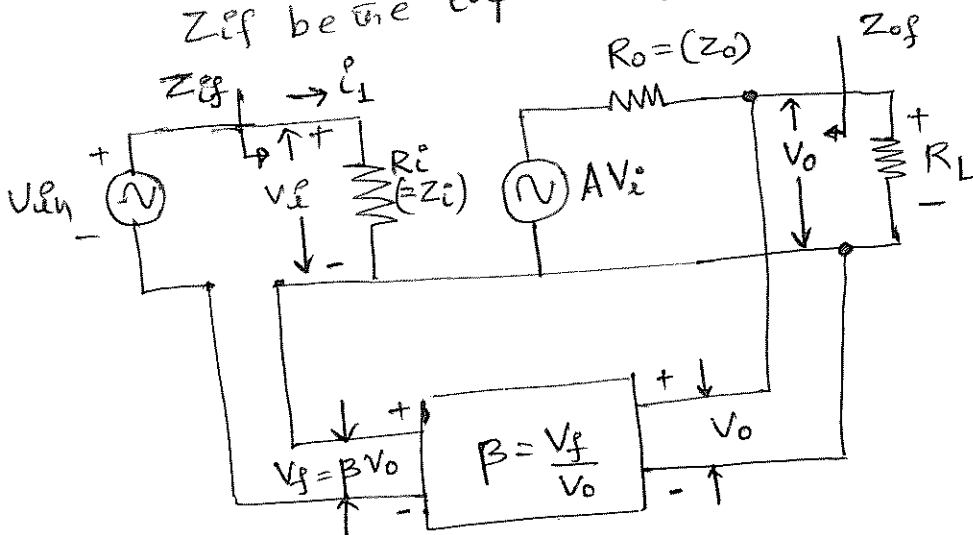 Zif be the
Ro = (Zo)
Zof
Zif
→ i1
+
+
Vin
-
Vi
Ri
(=Zi)
-
AVi
Vo
+
RL
-
+
Vf = βVo
-
β = Vf/Vo
+
Vo
-